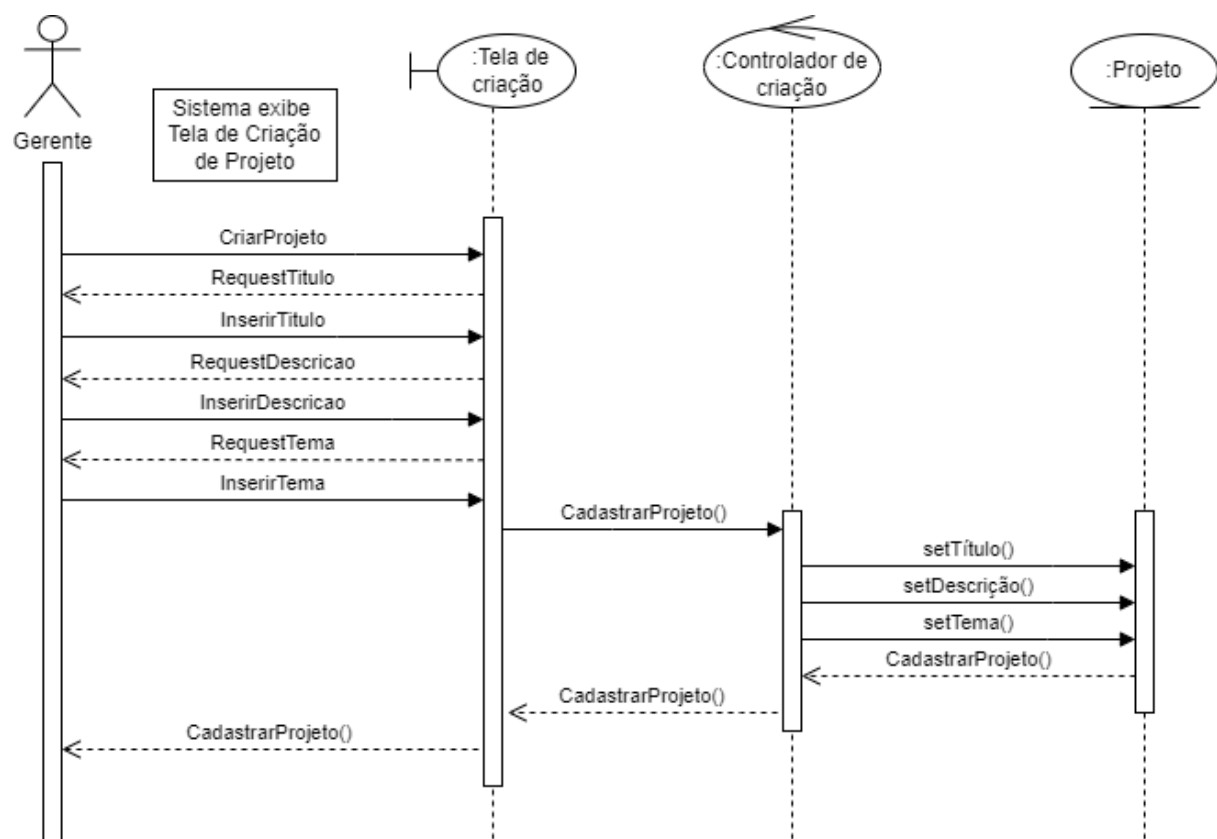 :Tela de
criação
:Controlador de
criação
:Projeto
Gerente
Sistema exibe
Tela de Criação
de Projeto
CriarProjeto
RequestTitulo
InserirTitulo
RequestDescricao
InserirDescricao
RequestTema
InserirTema
CadastrarProjeto()
setTítulo()
setDescrição()
setTema()
CadastrarProjeto()
CadastrarProjeto()
CadastrarProjeto()